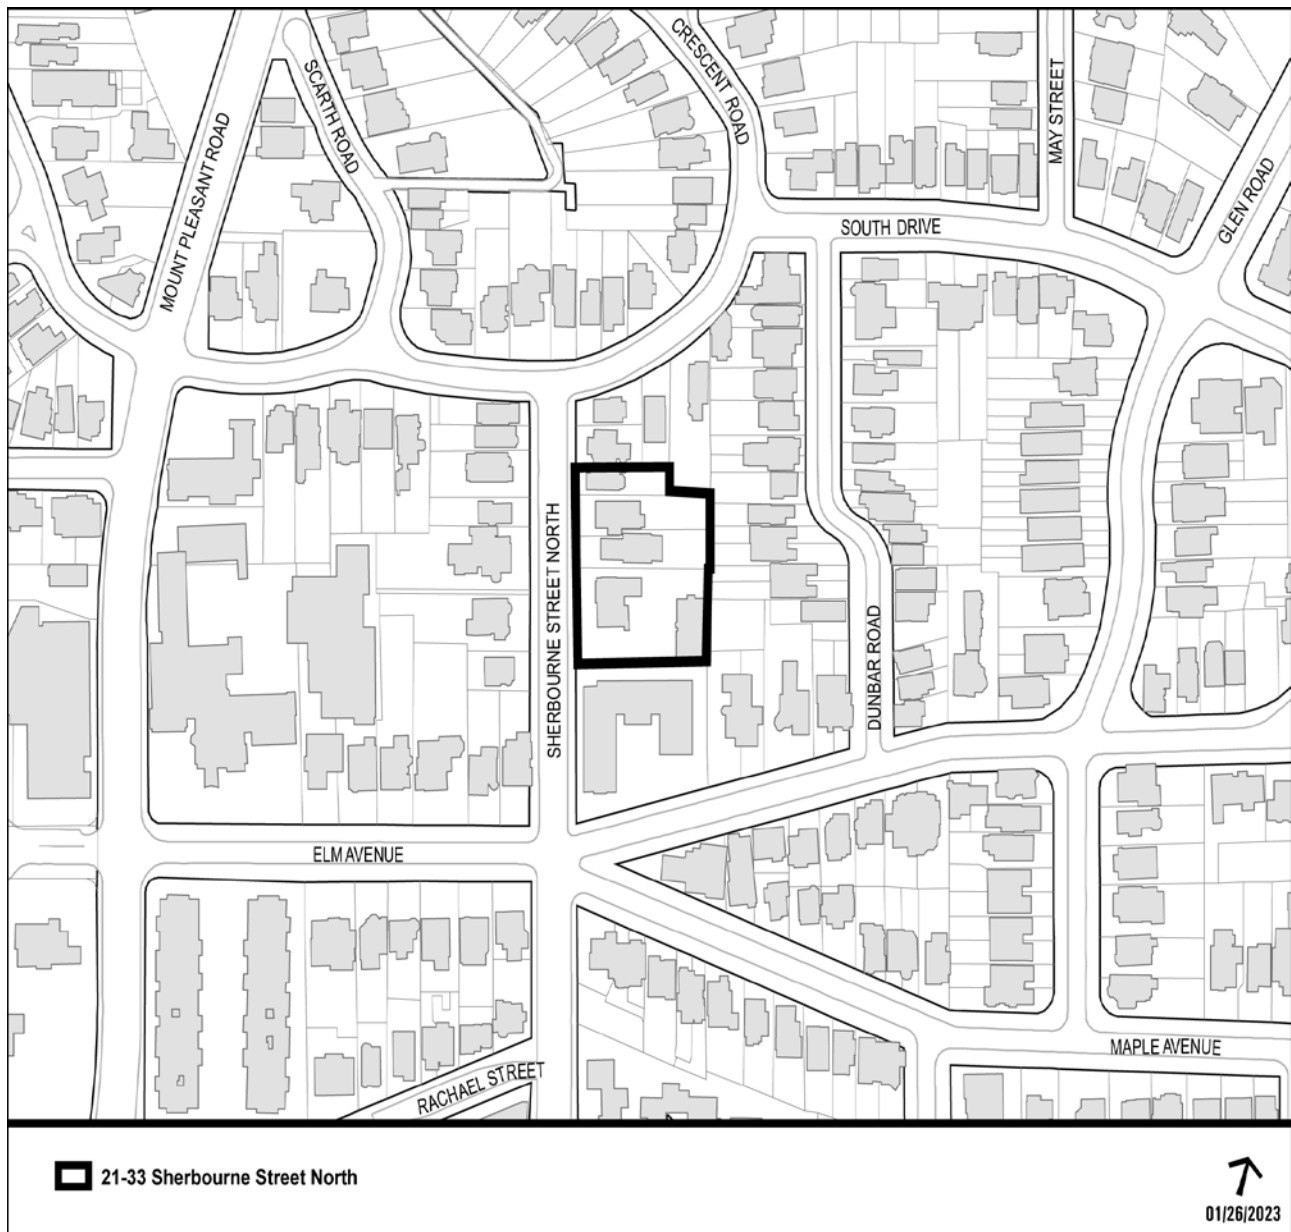 CRESCENT ROAD
SCARTH ROAD
MAY STREET
MOUNT PLEASANT ROAD
GLEN ROAD
SOUTH DRIVE
SHERBOURNE STREET NORTH
DUNBAR ROAD
ELM AVENUE
MAPLE AVENUE
RACHAEL STREET
21-33 Sherbourne Street North
01/26/2023